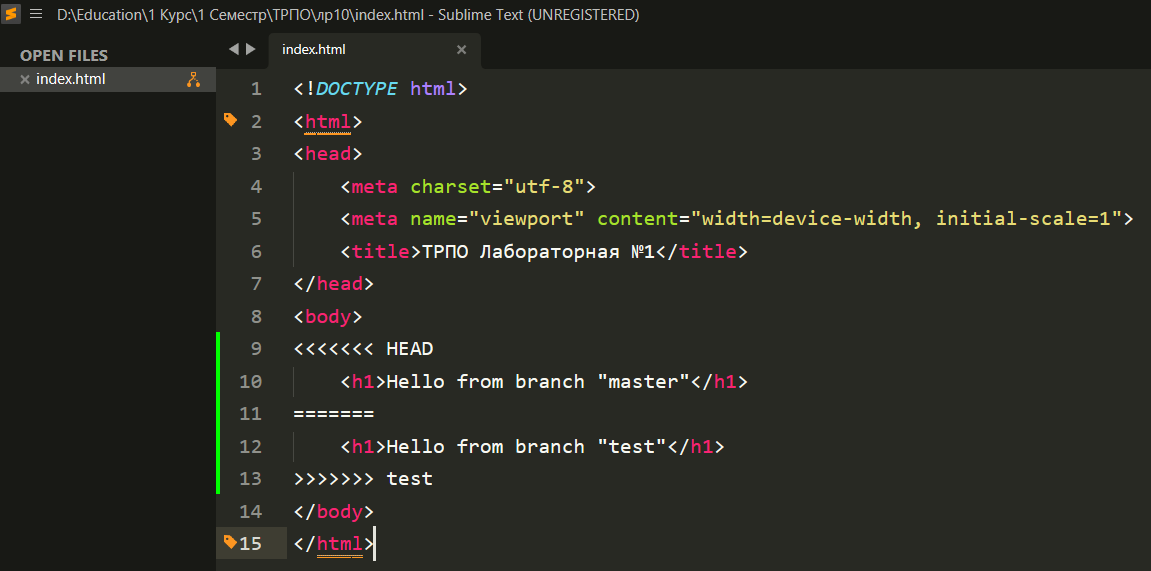 D:\Education\1 Курс\1 Семестр\ТРПО\лр10\index.html - Sublime Text (UNREGISTERED)
OPEN FILES
index.html
index.html
1 <!DOCTYPE html>
2 <html>
3 <head>
4     <meta charset="utf-8">
5     <meta name="viewport" content="width=device-width, initial-scale=1">
6     <title>ТРПО Лабораторная №1</title>
7 </head>
8 <body>
9 <<<<<<< HEAD
10     <h1>Hello from branch "master"</h1>
11 =======
12     <h1>Hello from branch "test"</h1>
13 >>>>>>> test
14 </body>
15 </html>